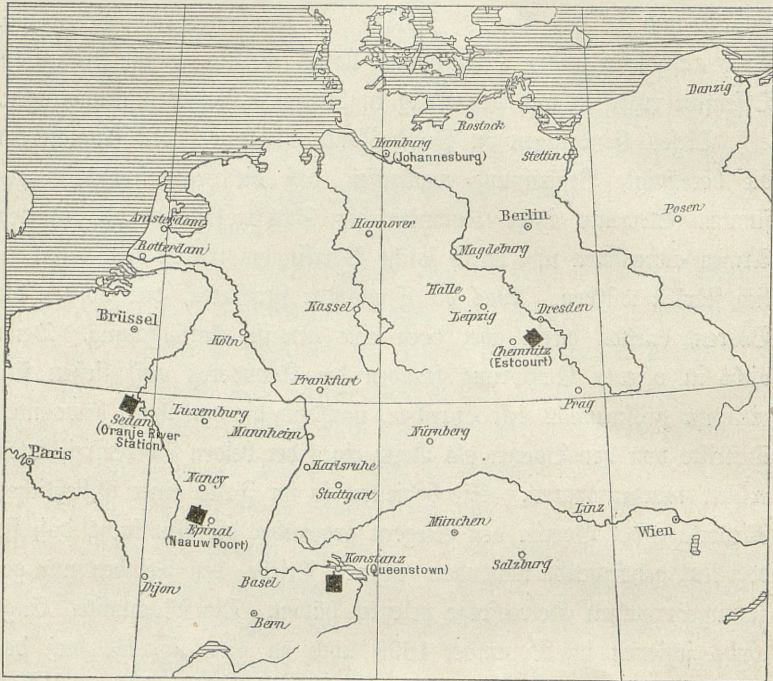 Danzig
Rostock
Hamburg
(Johannesburg)
Stettin
Amsterdam
Rotterdam
Hannover
Berlin
Posen
Magdeburg
Halle
Leipzig
Kassel
Dresden
Brüssel
Köln
Chemnitz
(Estcourt)
Frankfurt
Prag
Sedan
(Oranje River
Station)
Luxemburg
Mannheim
Nürnberg
Paris
Karlsruhe
Nancy
Stuttgart
Epinal
(Naauw Poort)
München
Linz
Wien
Konstanz
(Queenstown)
Salzburg
Dijon
Basel
Bern